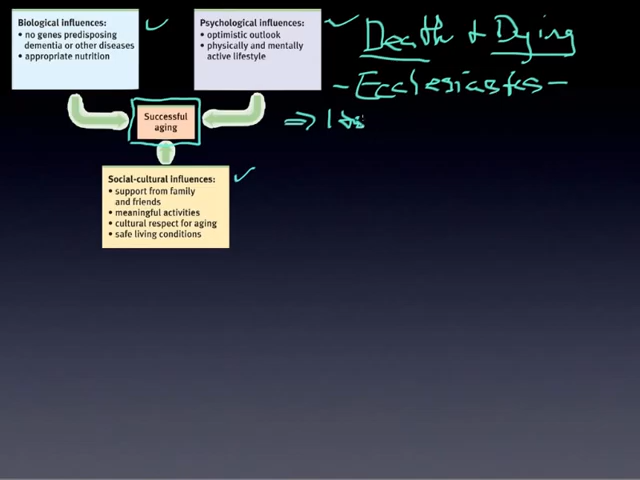 Biological influences:
• no genes predisposing
dementia or other diseases
• appropriate nutrition
Psychological influences:
• optimistic outlook
• physically and mentally
active lifestyle
Death & Dying
- Ecclesiastes -
Successful
aging
⇒
Social-cultural influences:
• support from family
and friends
• meaningful activities
• cultural respect for aging
• safe living conditions